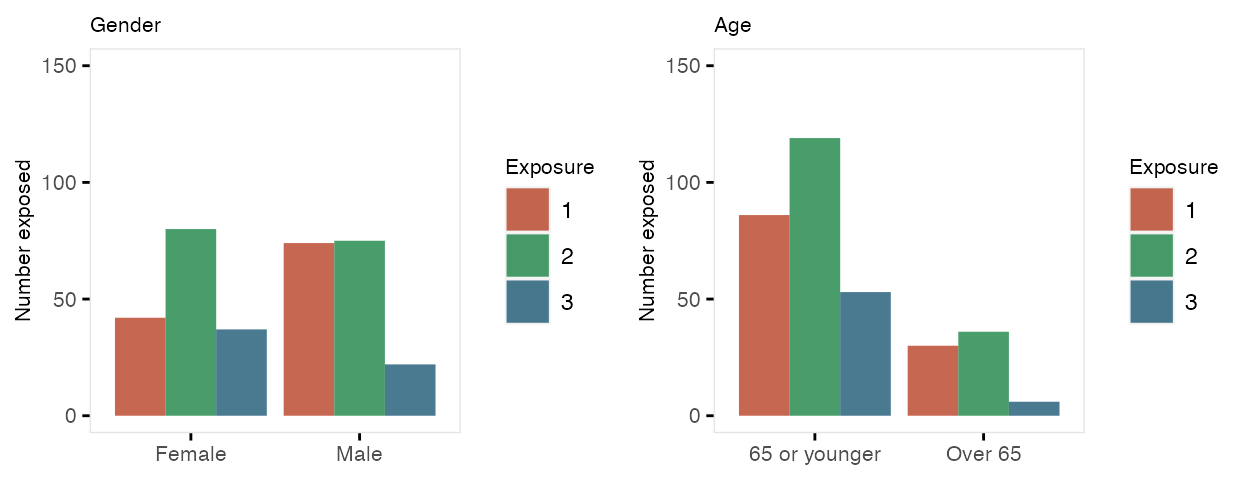 Gender
150
100
50
0
Number exposed
Female Male
Exposure
1
2
3
Age
150
100
50
0
Number exposed
65 or younger Over 65
Exposure
1
2
3